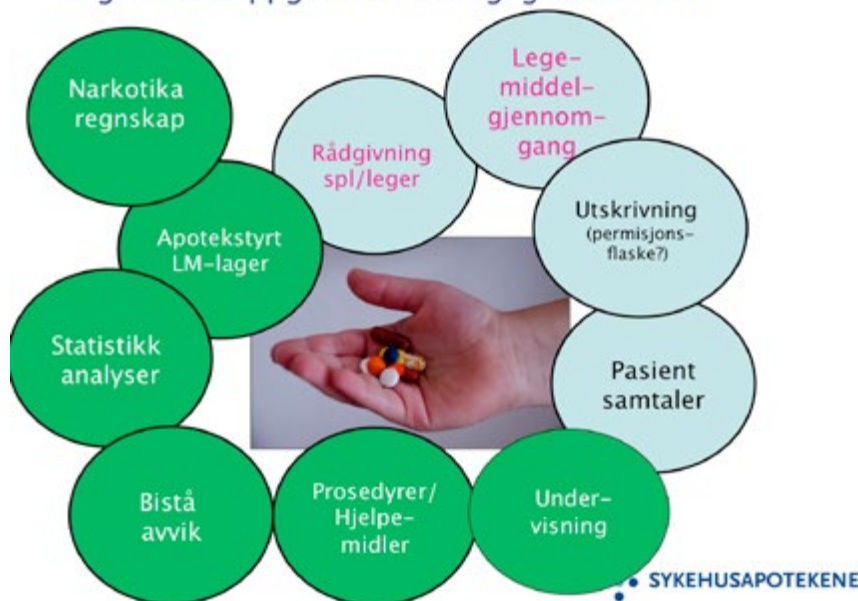 Narkotika
regnskap
Lege-
middel-
gjennom-
gang
Rådgivning
spl/leger
Apotekstyrt
LM-lager
Utskrivning
(permisjons-
flaske?)
Statistikk
analyser
Pasient
samtaler
Bistå
avvik
Prosedyrer/
Hjelpe-
midler
Under-
visning
SYKEHUSAPOTEKENE